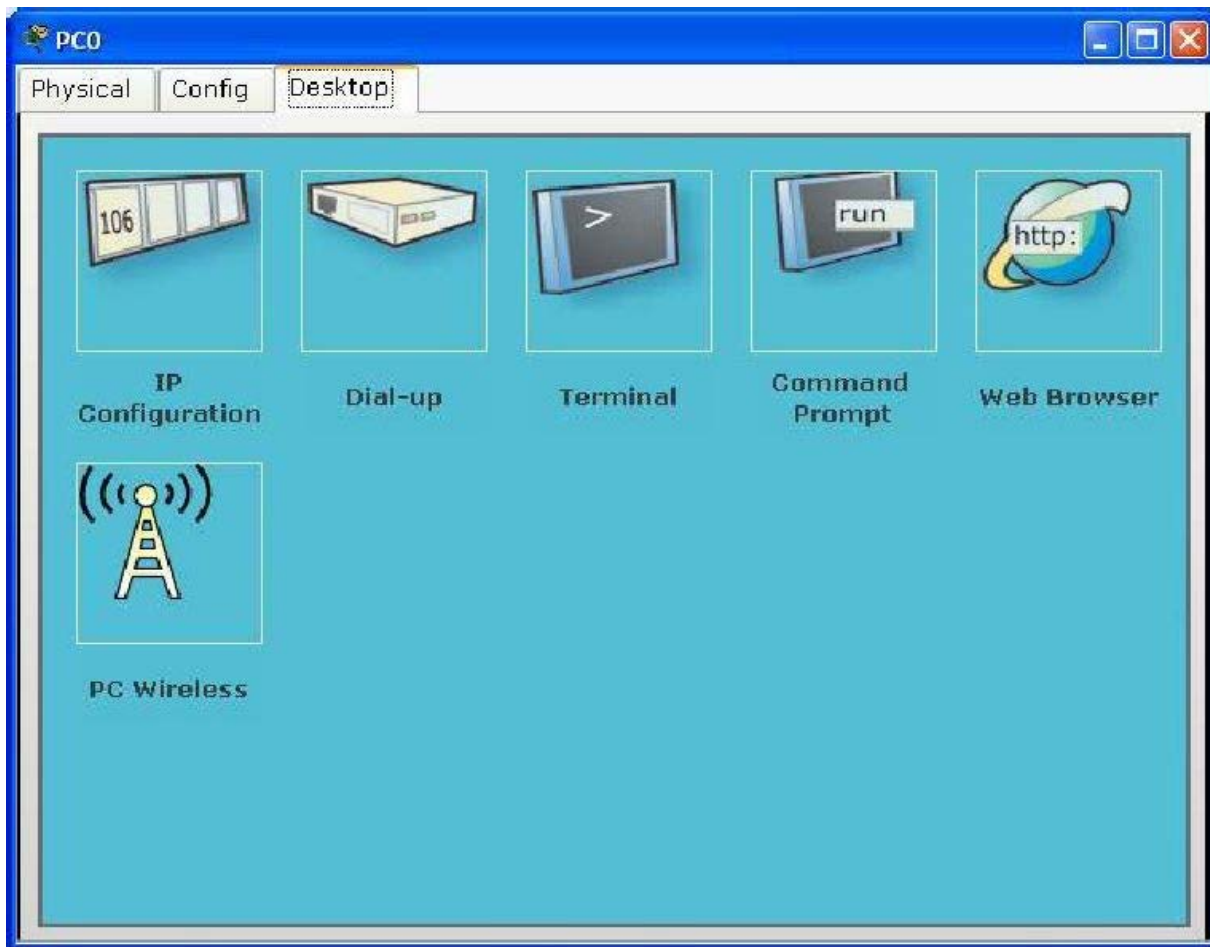 PC0
Physical Config Desktop
106
>
run
http:
IP
Configuration
Dial-up
Terminal
Command
Prompt
Web Browser
PC Wireless